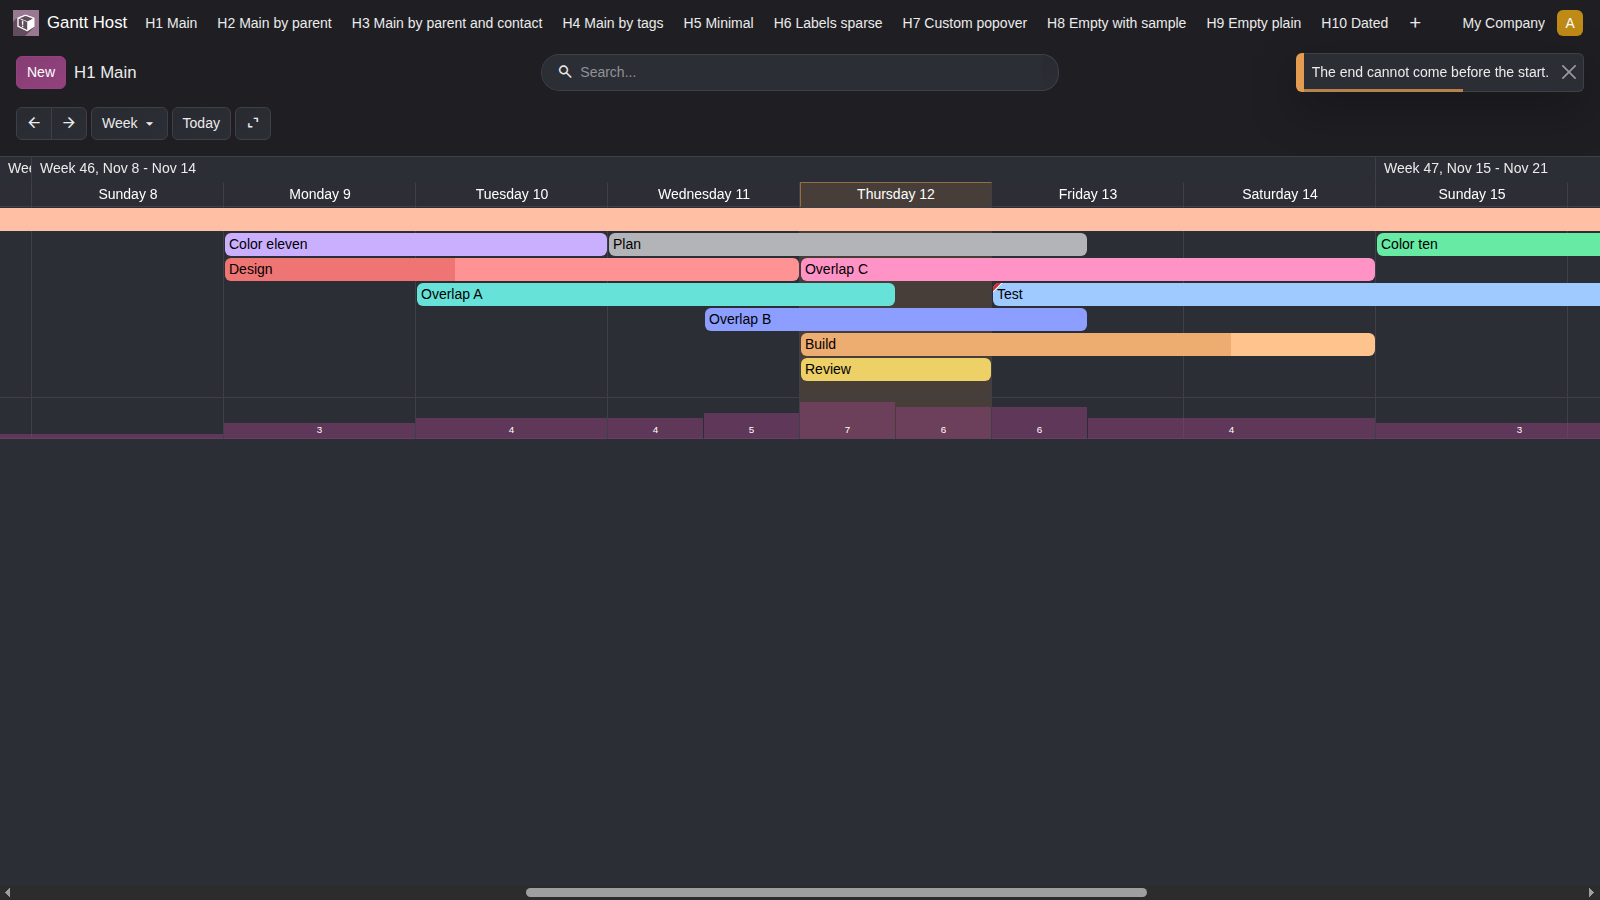 Gantt Host H1 Main H2 Main by parent H3 Main by parent and contact H4 Main by tags H5 Minimal H6 Labels sparse H7 Custom popover H8 Empty with sample H9 Empty plain H10 Dated + My Company A
New H1 Main Search... The end cannot come before the start.
Week Today
Wee Week 46, Nov 8 - Nov 14 Week 47, Nov 15 - Nov 21
Sunday 8 Monday 9 Tuesday 10 Wednesday 11 Thursday 12 Friday 13 Saturday 14 Sunday 15
Color eleven Plan Color ten
Design Overlap C
Overlap A Test
Overlap B
Build
Review
3 4 4 5 7 6 6 4 3